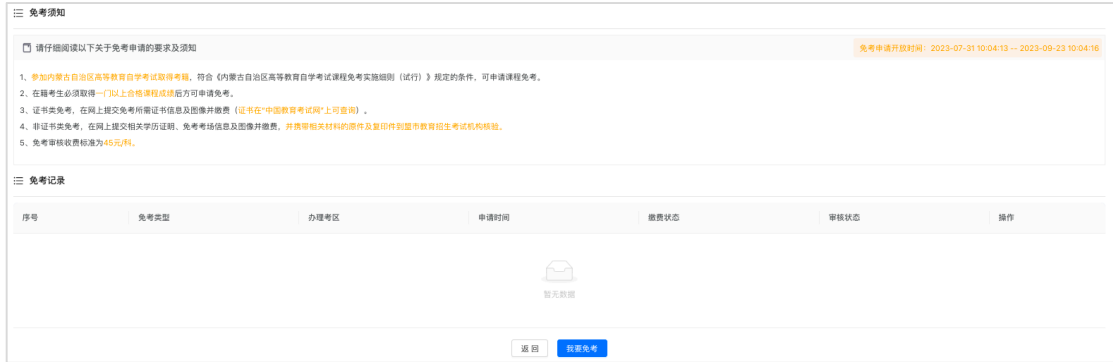 免考须知
请仔细阅读以下关于免考申请的要求及须知
免考申请开放时间：2023-07-31 10:04:13 -- 2023-09-23 10:04:16
1、参加内蒙古自治区高等教育自学考试取得考籍，符合《内蒙古自治区高等教育自学考试课程免考实施细则（试行）》规定的条件，可申请课程免考。
2、在籍考生必须取得一门以上合格课程成绩后方可申请免考。
3、证书类免考，在网上提交免考所需证书信息及图像并缴费（证书在"中国教育考试网"上可查询）。
4、非证书类免考，在网上提交相关学历证明、免考考场信息及图像并缴费，并携带相关材料的原件及复印件到盟市教育招生考试机构核验。
5、免考审核收费标准为45元/科。
免考记录
序号 免考类型 办理考区 申请时间 缴费状态 审核状态 操作
暂无数据
返 回 我要免考